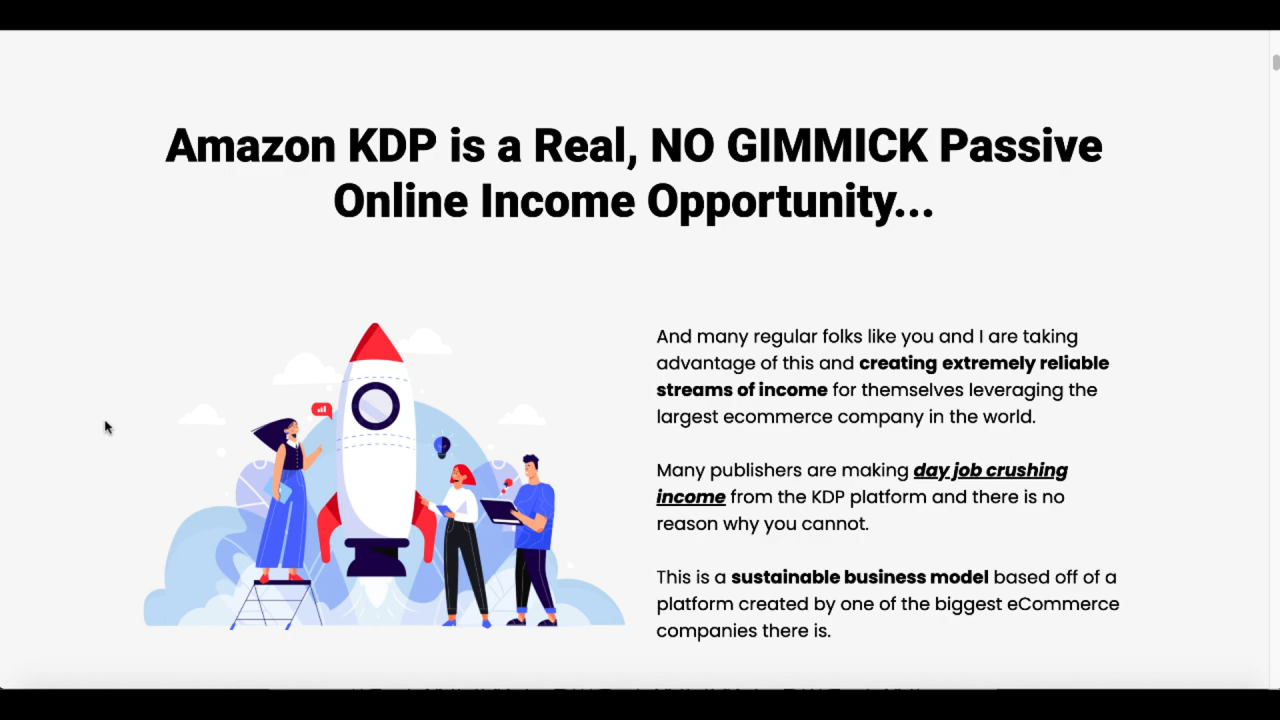 Amazon KDP is a Real, NO GIMMICK Passive
Online Income Opportunity...
And many regular folks like you and I are taking
advantage of this and creating extremely reliable
streams of income for themselves leveraging the
largest ecommerce company in the world.
Many publishers are making day job crushing
income from the KDP platform and there is no
reason why you cannot.
This is a sustainable business model based off of a
platform created by one of the biggest eCommerce
companies there is.